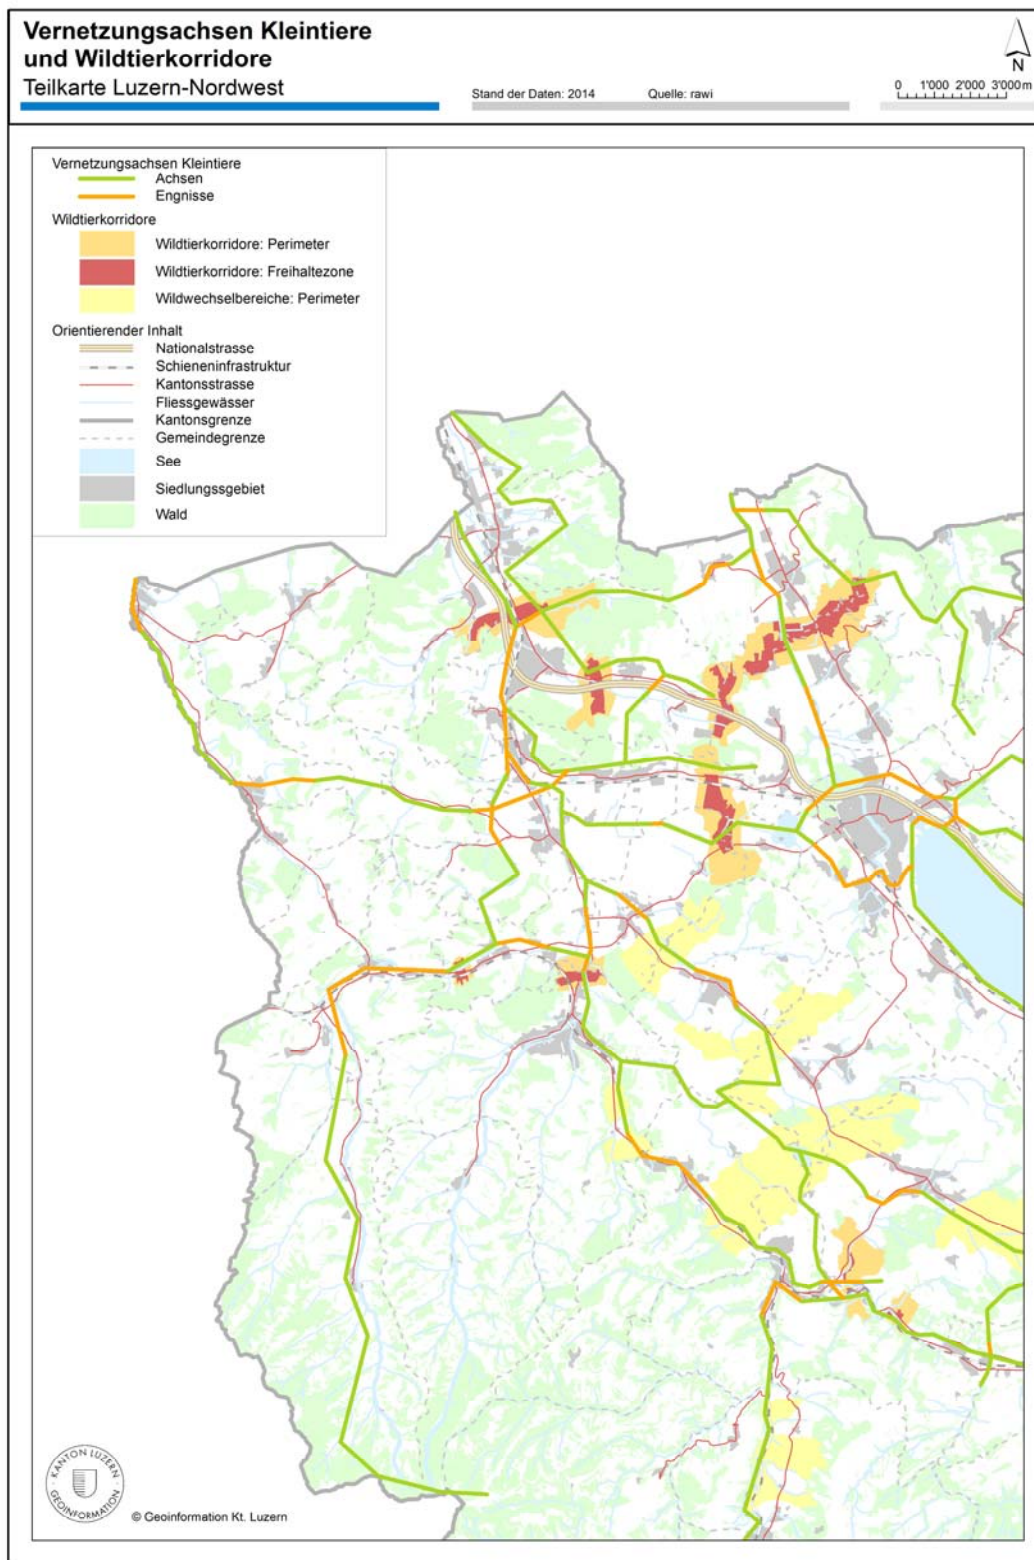 Vernetzungsachsen Kleintiere
und Wildtierkorridore
Teilkarte Luzern-Nordwest
Stand der Daten: 2014 Quelle: rawi
N
0 1'000 2'000 3'000 m
Vernetzungsachsen Kleintiere
Achsen
Engnisse
Wildtierkorridore
Wildtierkorridore: Perimeter
Wildtierkorridore: Freihaltezone
Wildwechselbereiche: Perimeter
Orientierender Inhalt
Nationalstrasse
Schieneninfrastruktur
Kantonsstrasse
Fliessgewässer
Kantonsgrenze
Gemeindegrenze
See
Siedlungssgebiet
Wald
KANTON LUZERN
GEOINFORMATION
© Geoinformation Kt. Luzern